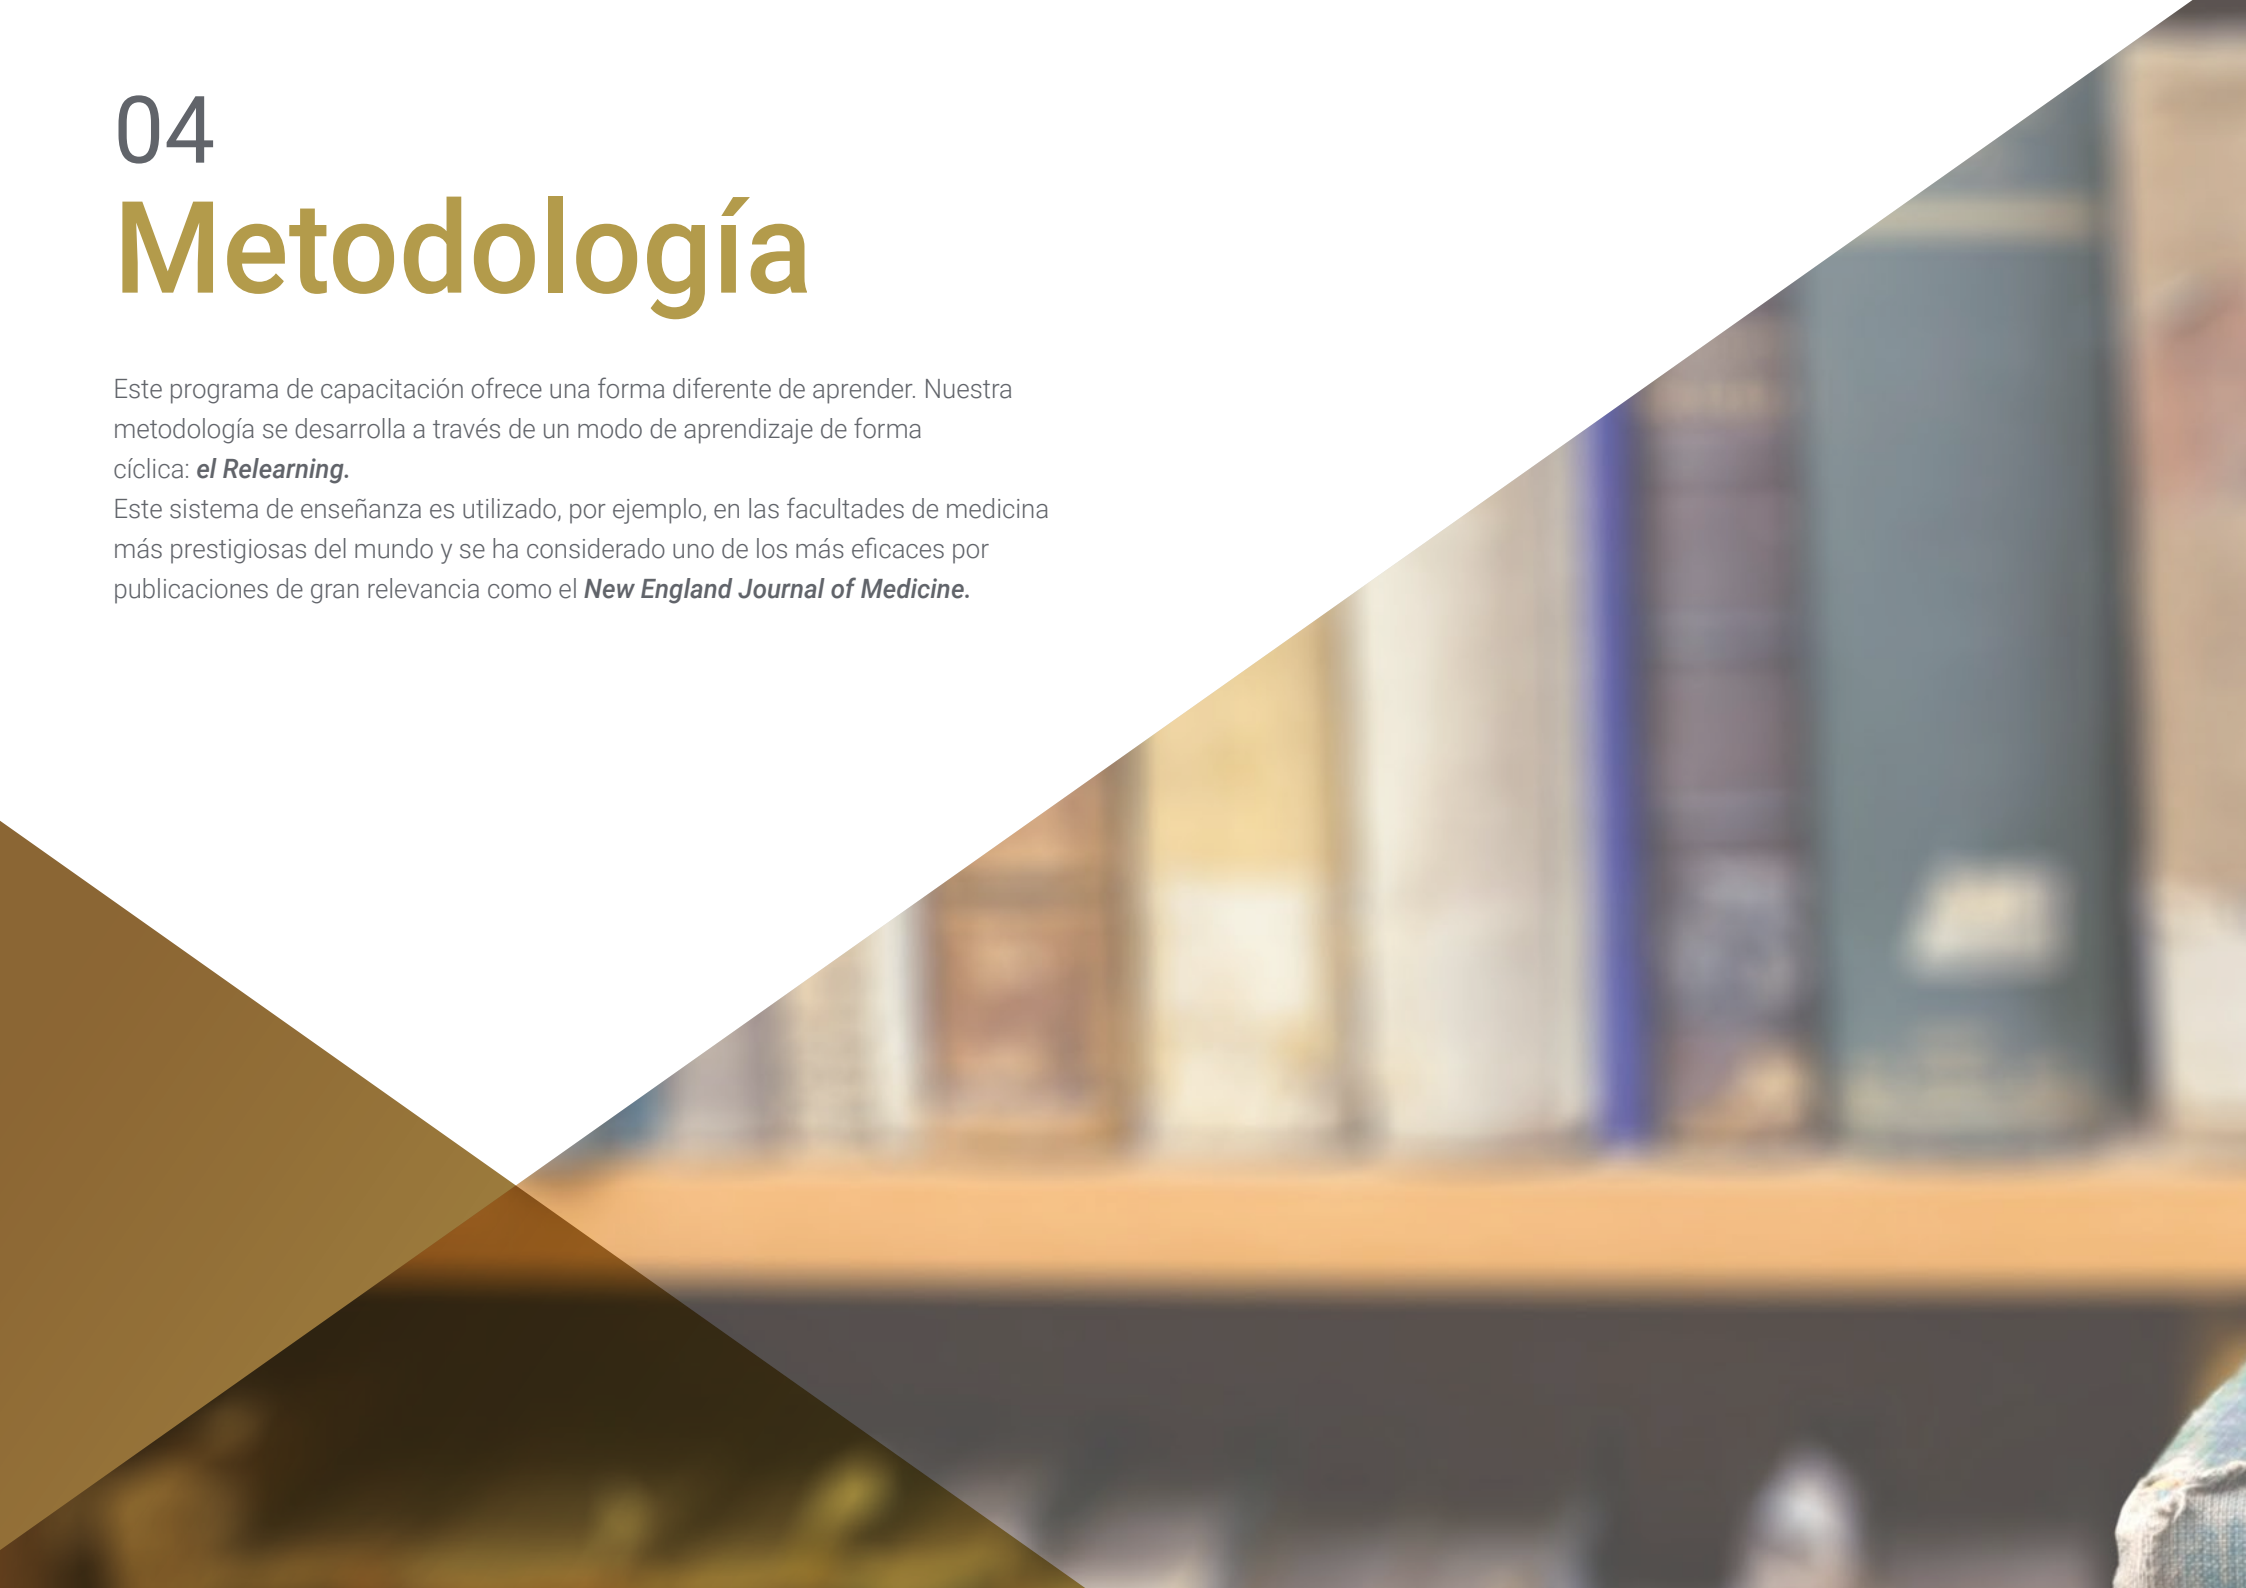 04
Metodología
Este programa de capacitación ofrece una forma diferente de aprender. Nuestra
metodología se desarrolla a través de un modo de aprendizaje de forma
cíclica: el Relearning.
Este sistema de enseñanza es utilizado, por ejemplo, en las facultades de medicina
más prestigiosas del mundo y se ha considerado uno de los más eficaces por
publicaciones de gran relevancia como el New England Journal of Medicine.